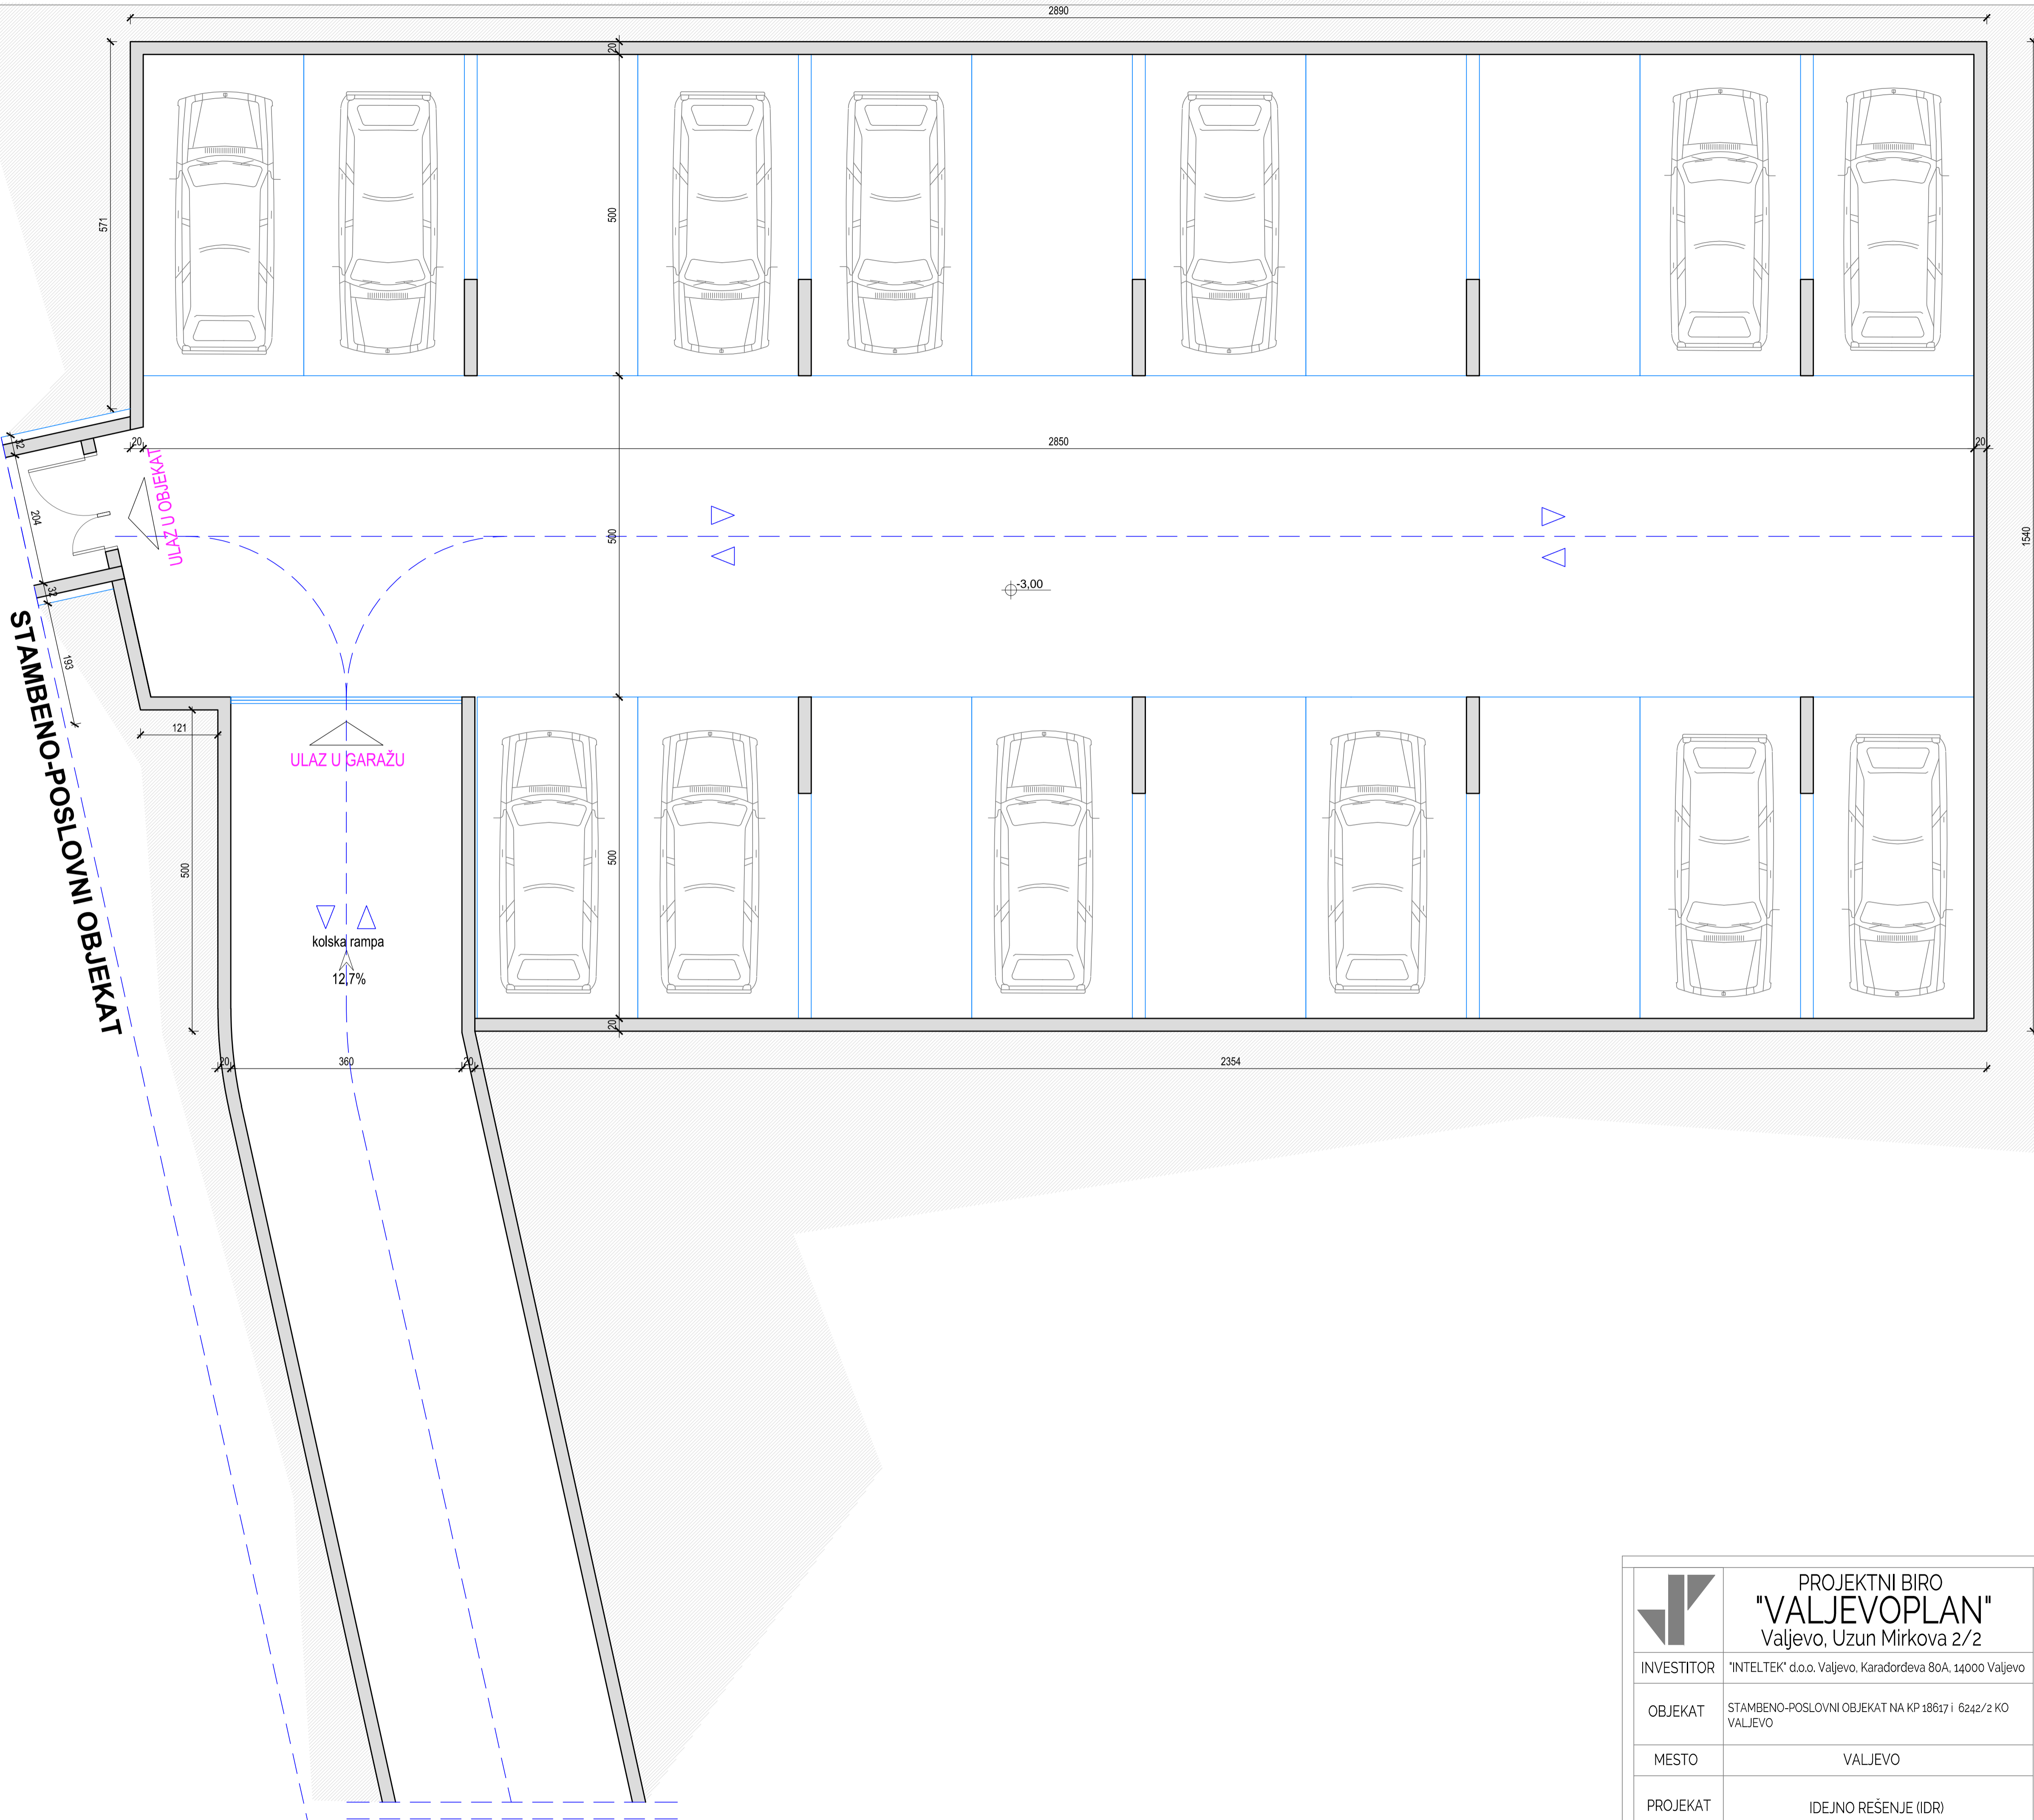 2890
20
571
500
1540
20
2850
20
32
204
32
193
ULAZ U OBJEKAT
500
-3,00
STAMBENO-POSLOVNI OBJEKAT
121
ULAZ U GARAŽU
500
500
kolska rampa
12,7%
20
20
360
20
2354
PROJEKTNI BIRO
"VALJEVOPLAN"
Valjevo, Uzun Mirkova 2/2
INVESTITOR
"INTELTEK" d.o.o. Valjevo, Karađorđeva 80A, 14000 Valjevo
OBJEKAT
STAMBENO-POSLOVNI OBJEKAT NA KP 18617 i 6242/2 KO
VALJEVO
MESTO
VALJEVO
PROJEKAT
IDEJNO REŠENJE (IDR)